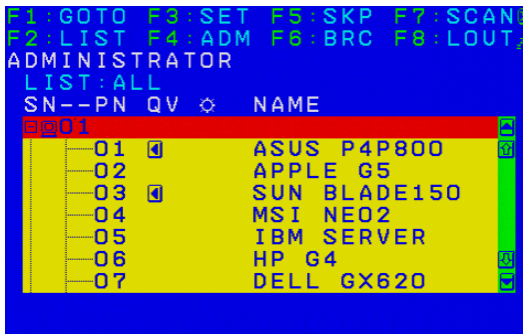 F1:GOTO F3:SET F5:SKP F7:SCAN
F2:LIST F4:ADM F6:BRC F8:LOUT
ADMINISTRATOR
LIST:ALL
SN--PN QV ☼ NAME
01
01 ASUS P4P800
02 APPLE G5
03 SUN BLADE150
04 MSI NEO2
05 IBM SERVER
06 HP G4
07 DELL GX620